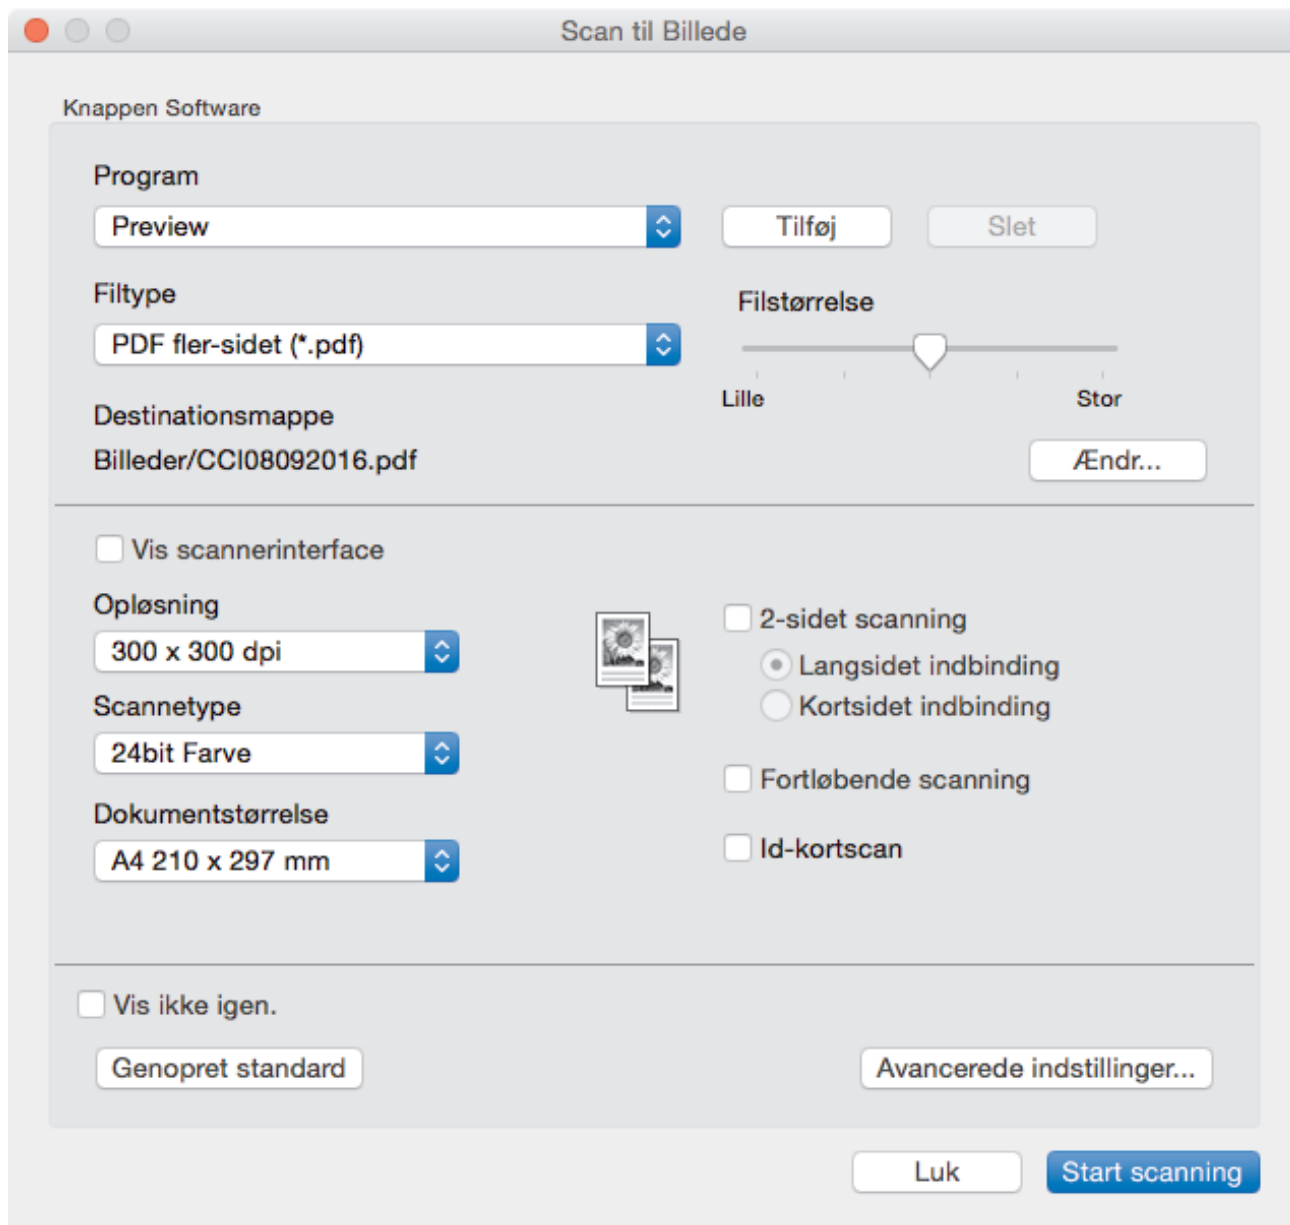 Scan til Billede
Knappen Software
Program
Preview
Tilføj
Slet
Filtype
Filstørrelse
PDF fler-sidet (*.pdf)
Lille
Stor
Destinationsmappe
Billeder/CCI08092016.pdf
Ændr...
Vis scannerinterface
Opløsning
300 x 300 dpi
Scannetype
24bit Farve
Dokumentstørrelse
A4 210 x 297 mm
2-sidet scanning
Langsidet indbinding
Kortsidet indbinding
Fortløbende scanning
Id-kortscan
Vis ikke igen.
Genopret standard
Avancerede indstillinger...
Luk
Start scanning